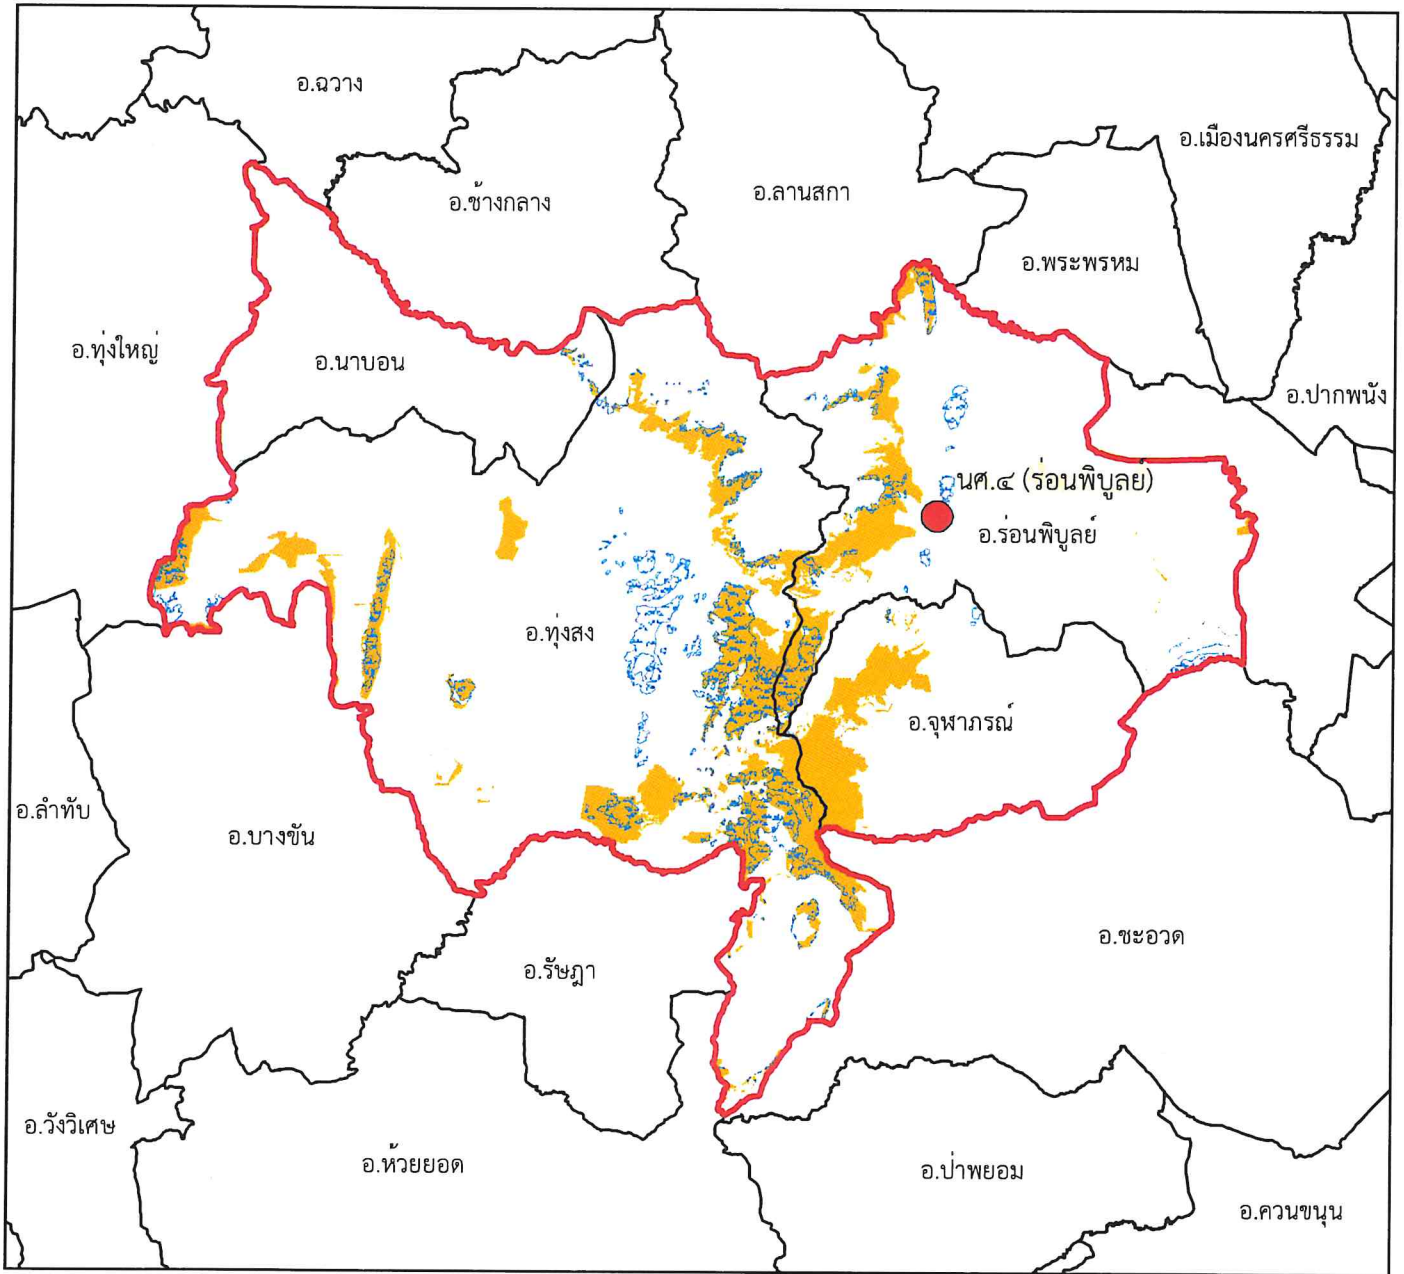 อ.ฉวาง
อ.เมืองนครศรีธรรม
อ.ช้างกลาง
อ.ลานสกา
อ.พระพรหม
อ.ทุ่งใหญ่
อ.นาบอน
อ.ปากพนัง
นศ.๔ (ร่อนพิบูลย์)
อ.ร่อนพิบูลย์
อ.ทุ่งสง
อ.จุฬาภรณ์
อ.ลำทับ
อ.บางขัน
อ.ชะอวด
อ.รัษฎา
อ.วังวิเศษ
อ.ห้วยยอด
อ.ป่าพยอม
อ.ควนขนุน